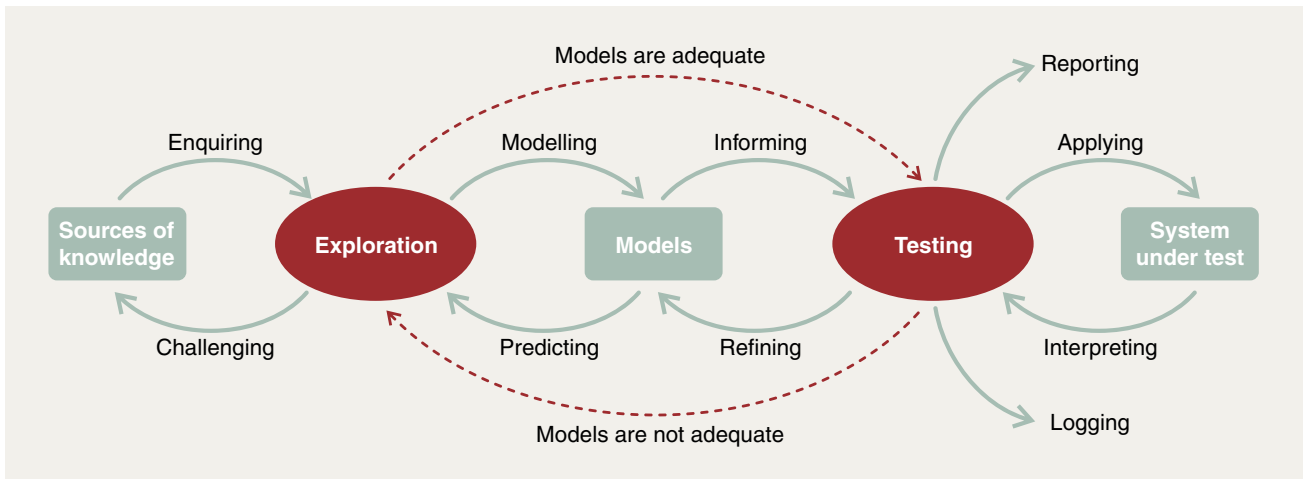 Models are adequate
Reporting
Enquiring
Modelling
Informing
Applying
Sources of
knowledge
Exploration
Models
Testing
System
under test
Challenging
Predicting
Refining
Interpreting
Models are not adequate
Logging